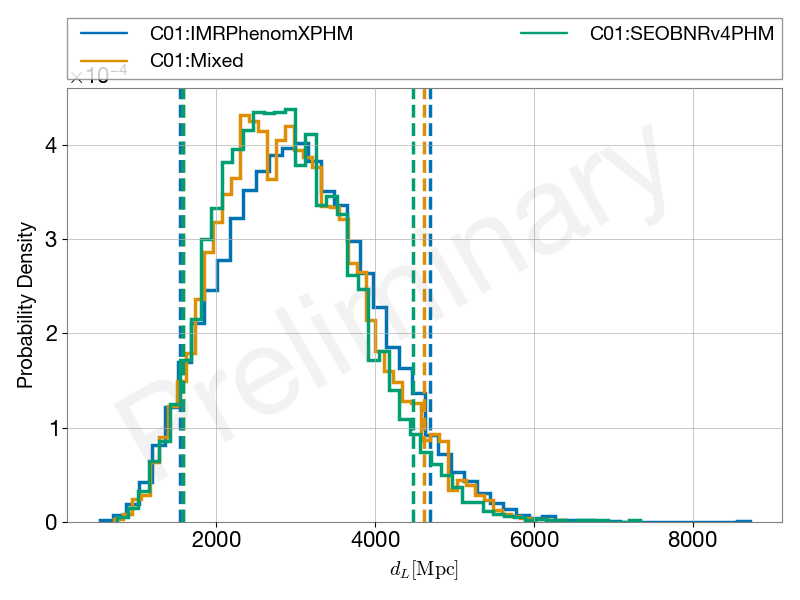 C01:IMRPhenomXPHM
C01:Mixed
C01:SEOBNRv4PHM
×10⁻⁴
4
3
2
1
0
Probability Density
Preliminary
2000 4000 6000 8000
d_L[Mpc]